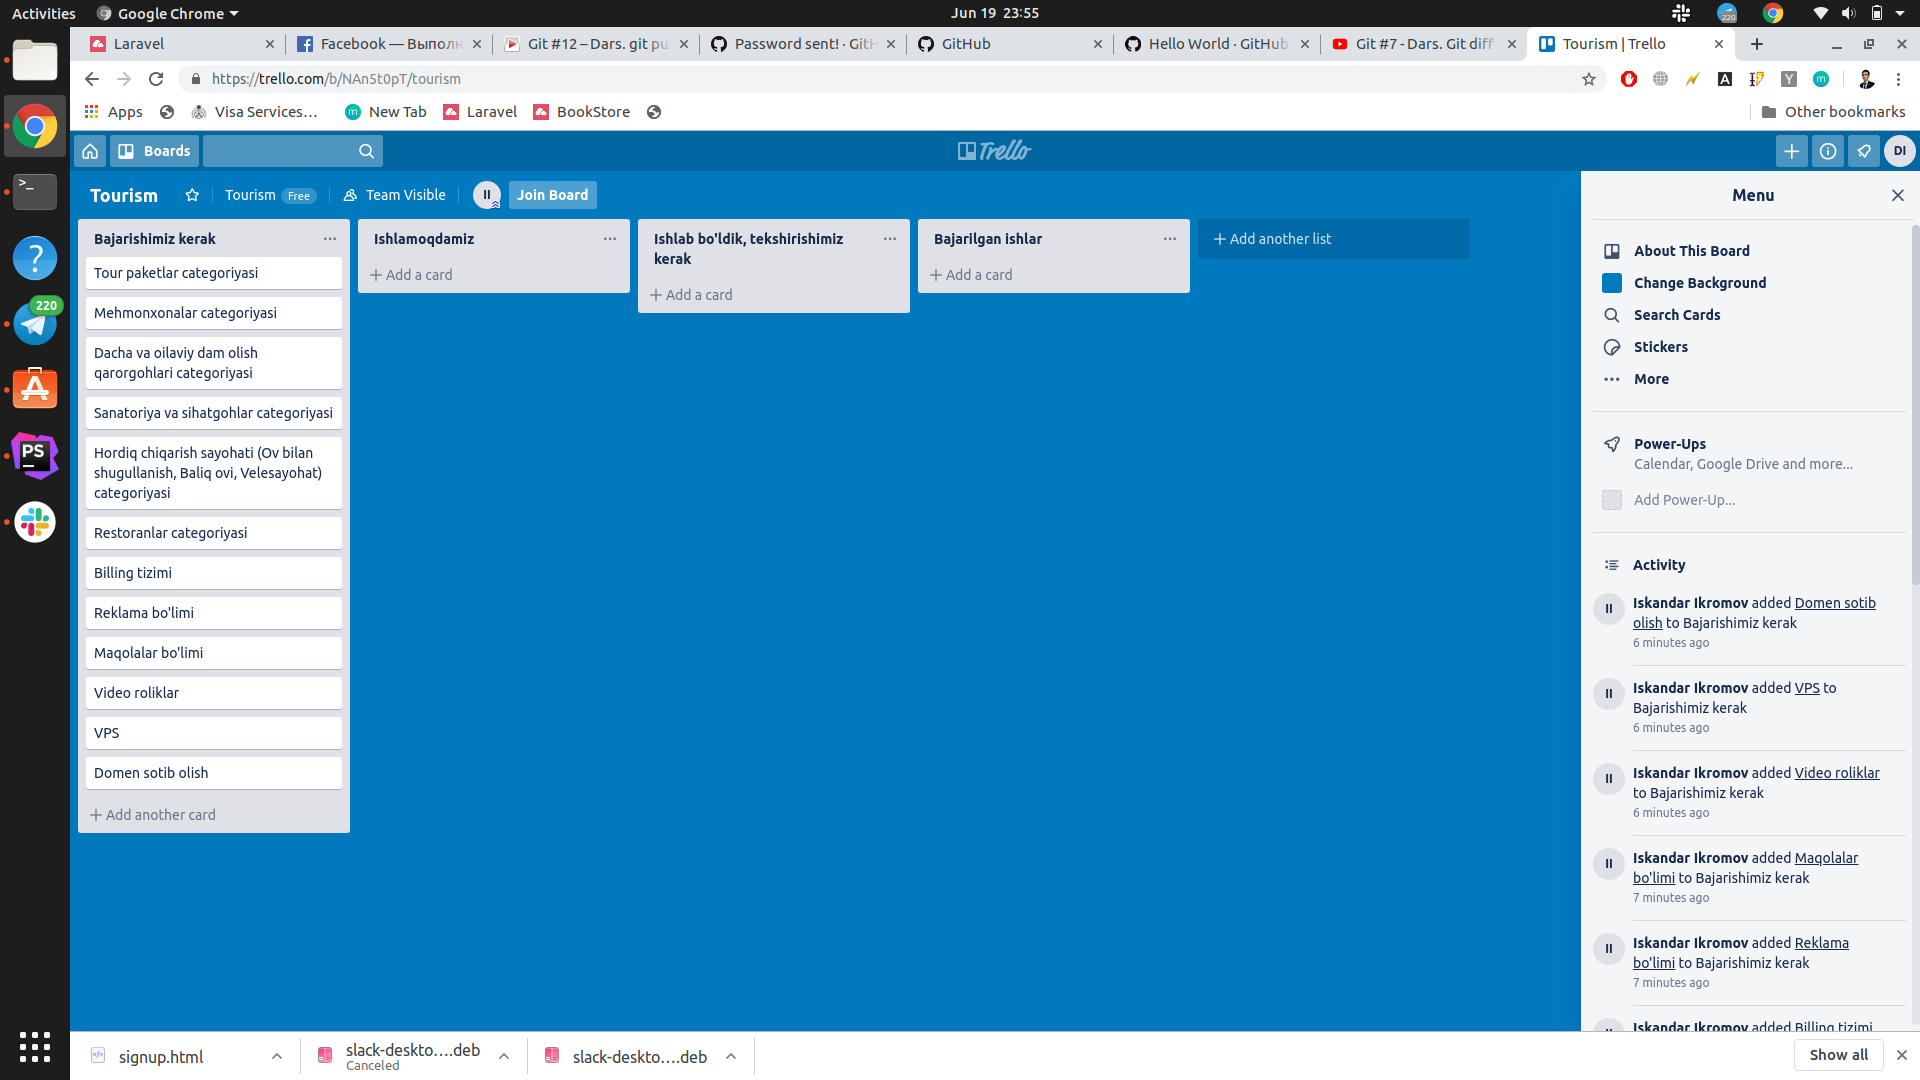 Activities
Google Chrome
Jun 19 23:55
220
Laravel
Facebook — Выполн
Git #12 – Dars. git pu
Password sent! · GitH
GitHub
Hello World · GitHub
Git #7 - Dars. Git diff
Tourism | Trello
https://trello.com/b/NAn5t0pT/tourism
Apps
Visa Services…
New Tab
Laravel
BookStore
Other bookmarks
Boards
Trello
DI
Tourism
Tourism Free
Team Visible
II
Join Board
Bajarishimiz kerak
Tour paketlar categoriyasi
Mehmonxonalar categoriyasi
Dacha va oilaviy dam olish
qarorgohlari categoriyasi
Sanatoriya va sihatgohlar categoriyasi
Hordiq chiqarish sayohati (Ov bilan
shugullanish, Baliq ovi, Velesayohat)
categoriyasi
Restoranlar categoriyasi
Billing tizimi
Reklama bo'limi
Maqolalar bo'limi
Video roliklar
VPS
Domen sotib olish
Add another card
Ishlamoqdamiz
Add a card
Ishlab bo'ldik, tekshirishimiz
kerak
Add a card
Bajarilgan ishlar
Add a card
Add another list
Menu
About This Board
Change Background
Search Cards
Stickers
More
Power-Ups
Calendar, Google Drive and more...
Add Power-Up...
Activity
II
Iskandar Ikromov added Domen sotib
olish to Bajarishimiz kerak
6 minutes ago
II
Iskandar Ikromov added VPS to
Bajarishimiz kerak
6 minutes ago
II
Iskandar Ikromov added Video roliklar
to Bajarishimiz kerak
6 minutes ago
II
Iskandar Ikromov added Maqolalar
bo'limi to Bajarishimiz kerak
7 minutes ago
II
Iskandar Ikromov added Reklama
bo'limi to Bajarishimiz kerak
7 minutes ago
Iskandar Ikromov added Billing tizimi
220
PS
signup.html
slack-deskto….deb
Canceled
slack-deskto….deb
Show all